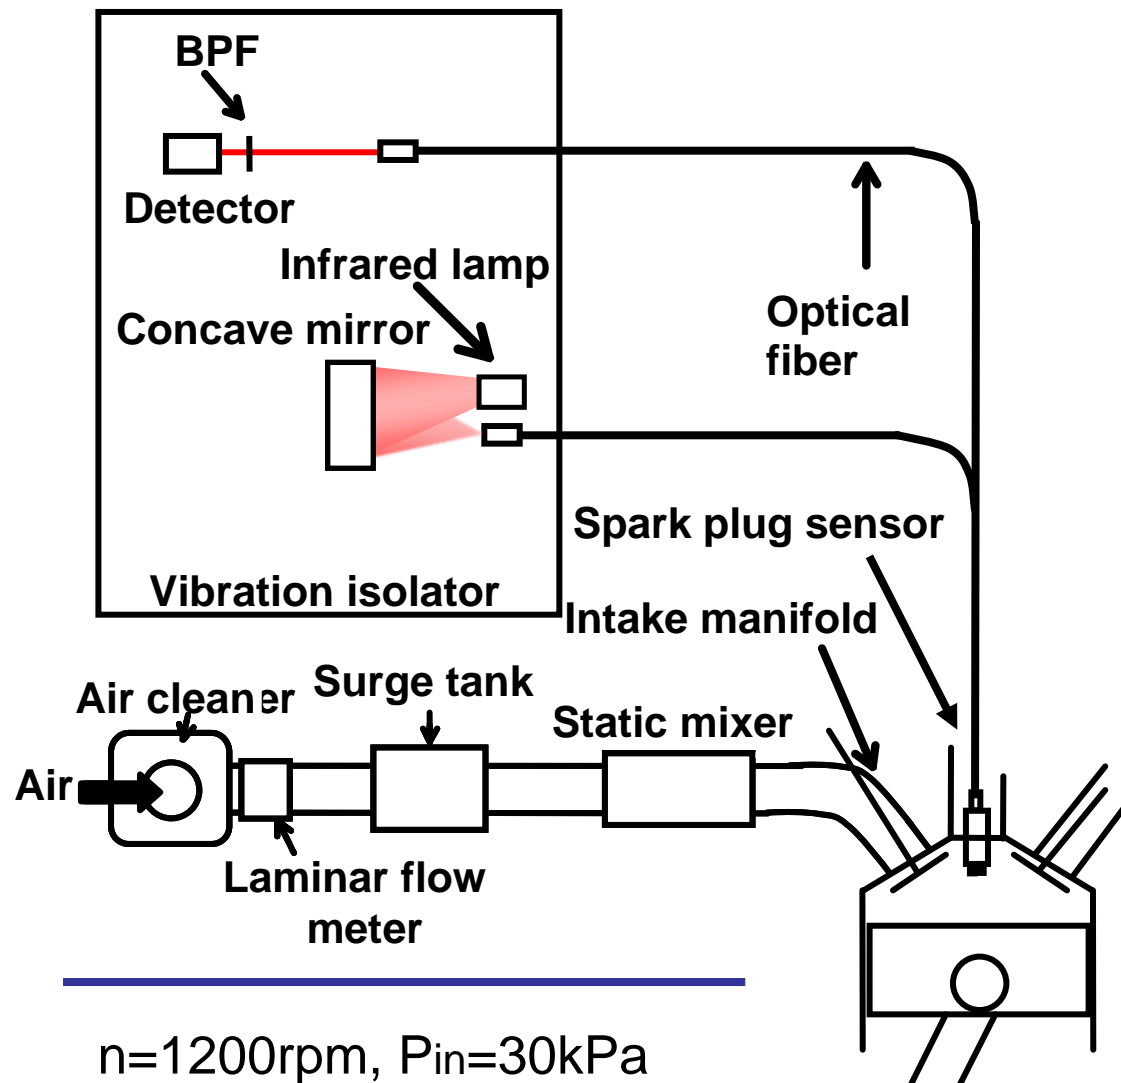 BPF
Detector
Infrared lamp
Concave mirror
Optical
fiber
Spark plug sensor
Vibration isolator
Intake manifold
Surge tank
Air cleaner
Static mixer
Air
Laminar flow
meter
n=1200rpm, Pin=30kPa